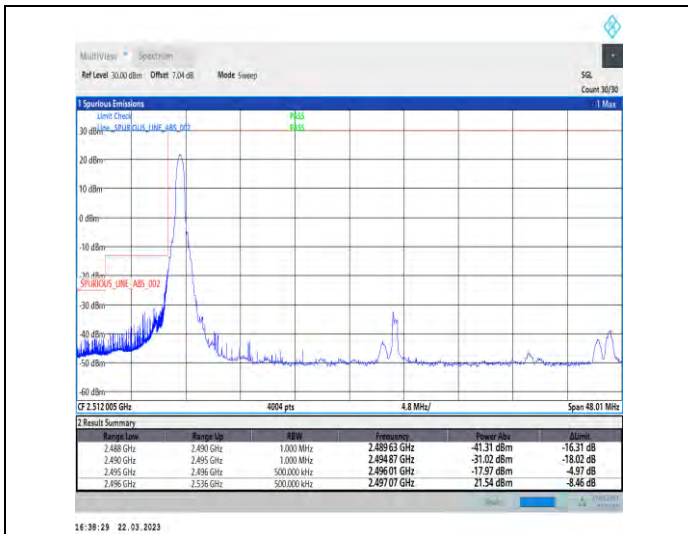 MultiView Spectrum
Ref Level 30.00 dBm Offset 7.04 dB Mode Sweep SGL
Count 30/30
1 Spurious Emissions 1 Max
Limit Check PASS
Line _SPURIOUS_LINE_ABS_002 PASS
30 dBm
20 dBm
10 dBm
0 dBm
-10 dBm
-20 dBm
SPURIOUS_LINE_ABS_002
-30 dBm
-40 dBm
-50 dBm
-60 dBm
CF 2.512 005 GHz 4004 pts 4.8 MHz/ Span 48.01 MHz
2 Result Summary
Range Low Range Up RBW Frequency Power Abs ΔLimit
2.488 GHz 2.490 GHz 1.000 MHz 2.489 63 GHz -41.31 dBm -16.31 dB
2.490 GHz 2.495 GHz 1.000 MHz 2.494 87 GHz -31.02 dBm -18.02 dB
2.495 GHz 2.496 GHz 500.000 kHz 2.496 01 GHz -17.97 dBm -4.97 dB
2.496 GHz 2.536 GHz 500.000 kHz 2.497 07 GHz 21.54 dBm -8.46 dB
16:38:29 22.03.2023